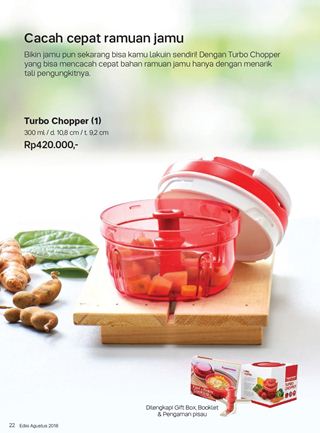 Cacah cepat ramuan jamu
Bikin jamu pun sekarang bisa kamu lakuin sendiri! Dengan Turbo Chopper
yang bisa mencacah cepat bahan ramuan jamu hanya dengan menarik
tali pengungkitnya.
Turbo Chopper (1)
300 ml / d. 10,8 cm / t. 9,2 cm
Rp420.000,-
Dilengkapi Gift Box, Booklet
& Pengaman pisau
22 Edisi Agustus 2018